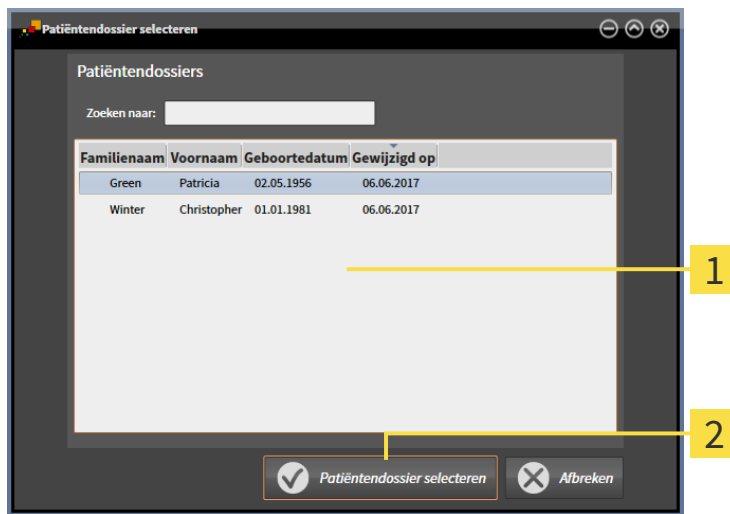 Patiëntendossier selecteren
Patiëntendossiers
Zoeken naar:
Familienaam Voornaam Geboortedatum Gewijzigd op
Green Patricia 02.05.1956 06.06.2017
Winter Christopher 01.01.1981 06.06.2017
1
2
Patiëntendossier selecteren Afbreken